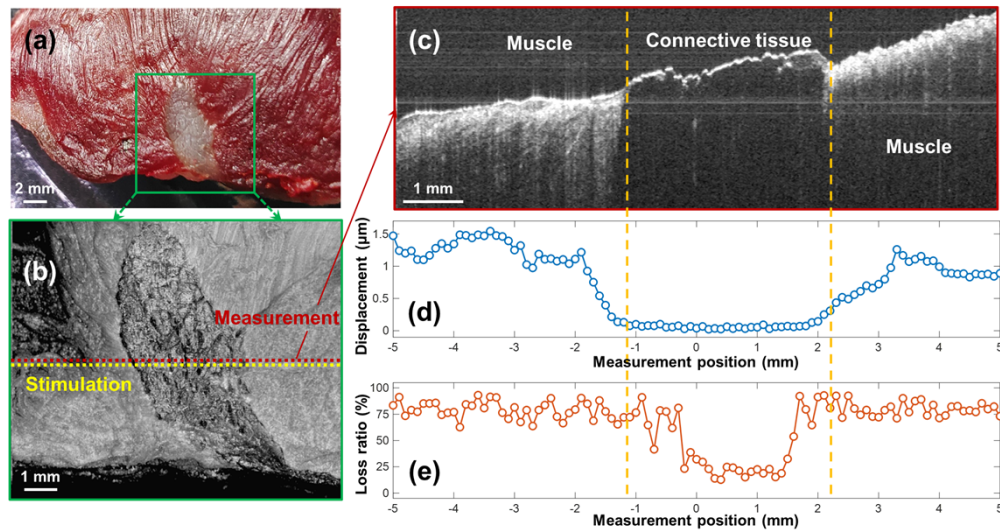 (a)
2 mm
(b)
Measurement
Stimulation
1 mm
(c)
Muscle
Connective tissue
Muscle
1 mm
Displacement (μm)
1.5
1
0.5
0
(d)
-5 -4 -3 -2 -1 0 1 2 3 4 5
Measurement position (mm)
Loss ratio (%)
100
75
50
25
0
(e)
-5 -4 -3 -2 -1 0 1 2 3 4 5
Measurement position (mm)